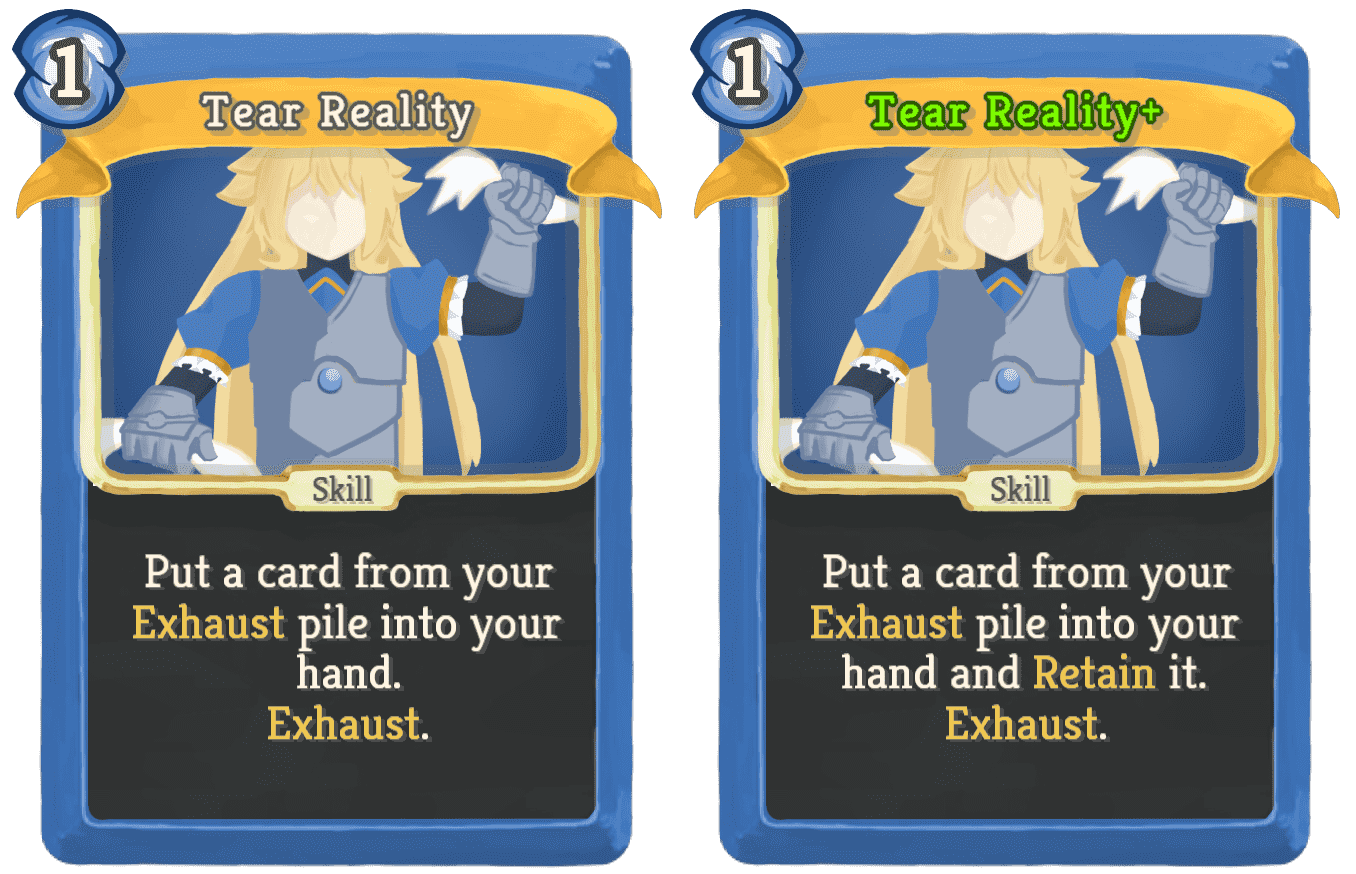 1
Tear Reality
Skill
Put a card from your
Exhaust pile into your
hand.
Exhaust.
1
Tear Reality+
Skill
Put a card from your
Exhaust pile into your
hand and Retain it.
Exhaust.